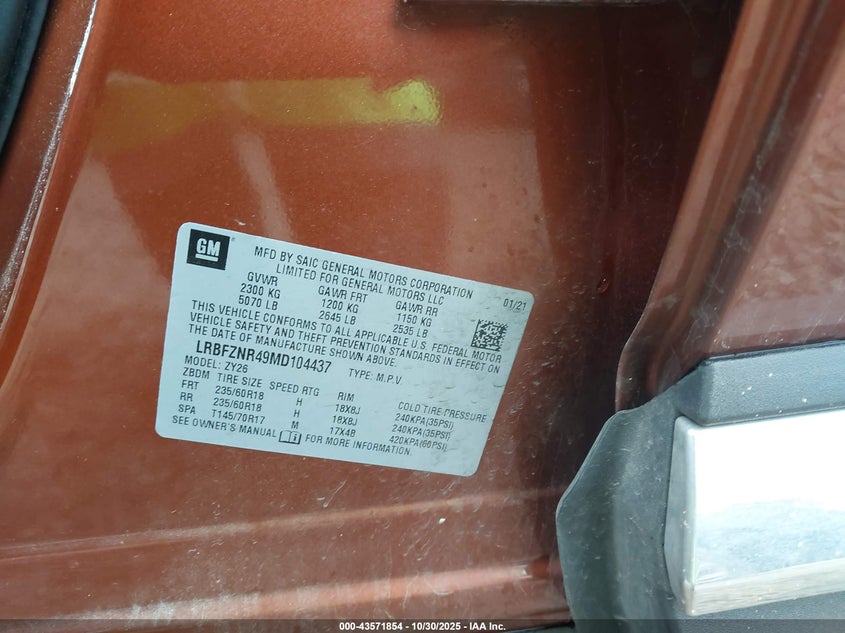 GM
MFD BY SAIC GENERAL MOTORS CORPORATION
LIMITED FOR GENERAL MOTORS LLC
01/21
GVWR GAWR FRT GAWR RR
2300 KG 1200 KG 1150 KG
5070 LB 2645 LB 2535 LB
THIS VEHICLE CONFORMS TO ALL APPLICABLE U.S. FEDERAL MOTOR
VEHICLE SAFETY AND THEFT PREVENTION STANDARDS IN EFFECT ON
THE DATE OF MANUFACTURE SHOWN ABOVE.
LRBFZNR49MD104437
MODEL: ZY26 TYPE: M.P.V.
ZBDM TIRE SIZE SPEED RTG RIM COLD TIRE PRESSURE
FRT 235/60R18 H 18X8J 240KPA(35PSI)
RR 235/60R18 H 18X8J 240KPA(35PSI)
SPA T145/70R17 M 17X4B 420KPA(60PSI)
SEE OWNER'S MANUAL FOR MORE INFORMATION.
000-43571854 - 10/30/2025 - IAA Inc.